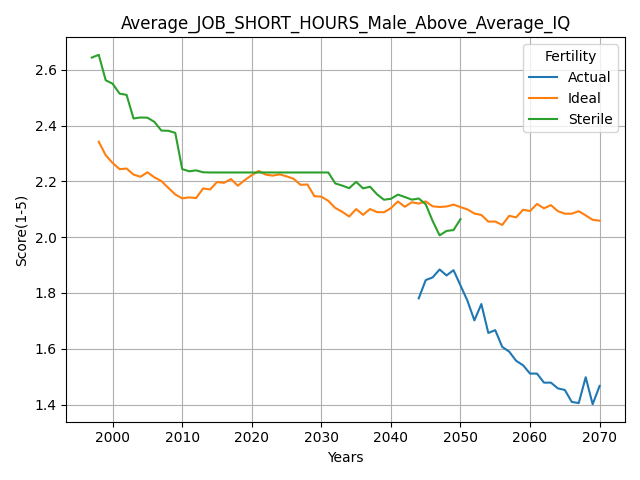 Average_JOB_SHORT_HOURS_Male_Above_Average_IQ
Fertility
Actual
Ideal
Sterile
Score(1-5)
2.6
2.4
2.2
2.0
1.8
1.6
1.4
2000 2010 2020 2030 2040 2050 2060 2070
Years